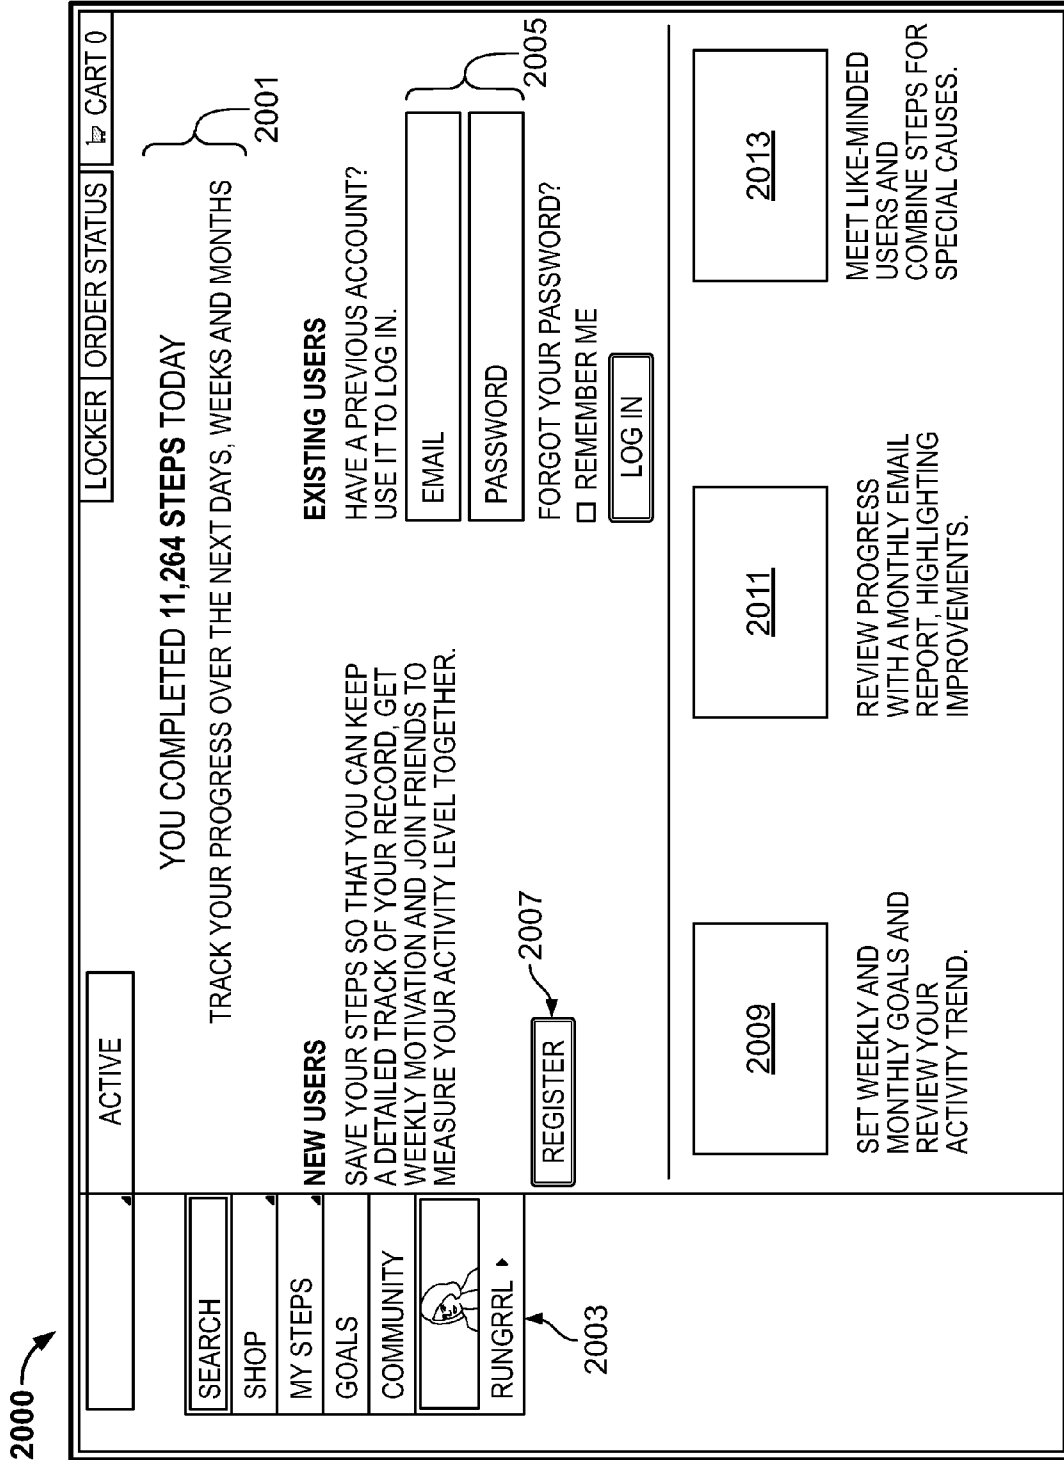 2000
ACTIVE
LOCKER
ORDER STATUS
CART 0
SEARCH
SHOP
MY STEPS
GOALS
COMMUNITY
RUNGRRL
2003
YOU COMPLETED 11,264 STEPS TODAY
TRACK YOUR PROGRESS OVER THE NEXT DAYS, WEEKS AND MONTHS
2001
NEW USERS
SAVE YOUR STEPS SO THAT YOU CAN KEEP
A DETAILED TRACK OF YOUR RECORD, GET
WEEKLY MOTIVATION AND JOIN FRIENDS TO
MEASURE YOUR ACTIVITY LEVEL TOGETHER.
REGISTER
2007
EXISTING USERS
HAVE A PREVIOUS ACCOUNT?
USE IT TO LOG IN.
EMAIL
PASSWORD
2005
FORGOT YOUR PASSWORD?
REMEMBER ME
LOG IN
2009
SET WEEKLY AND
MONTHLY GOALS AND
REVIEW YOUR
ACTIVITY TREND.
2011
REVIEW PROGRESS
WITH A MONTHLY EMAIL
REPORT, HIGHLIGHTING
IMPROVEMENTS.
2013
MEET LIKE-MINDED
USERS AND
COMBINE STEPS FOR
SPECIAL CAUSES.